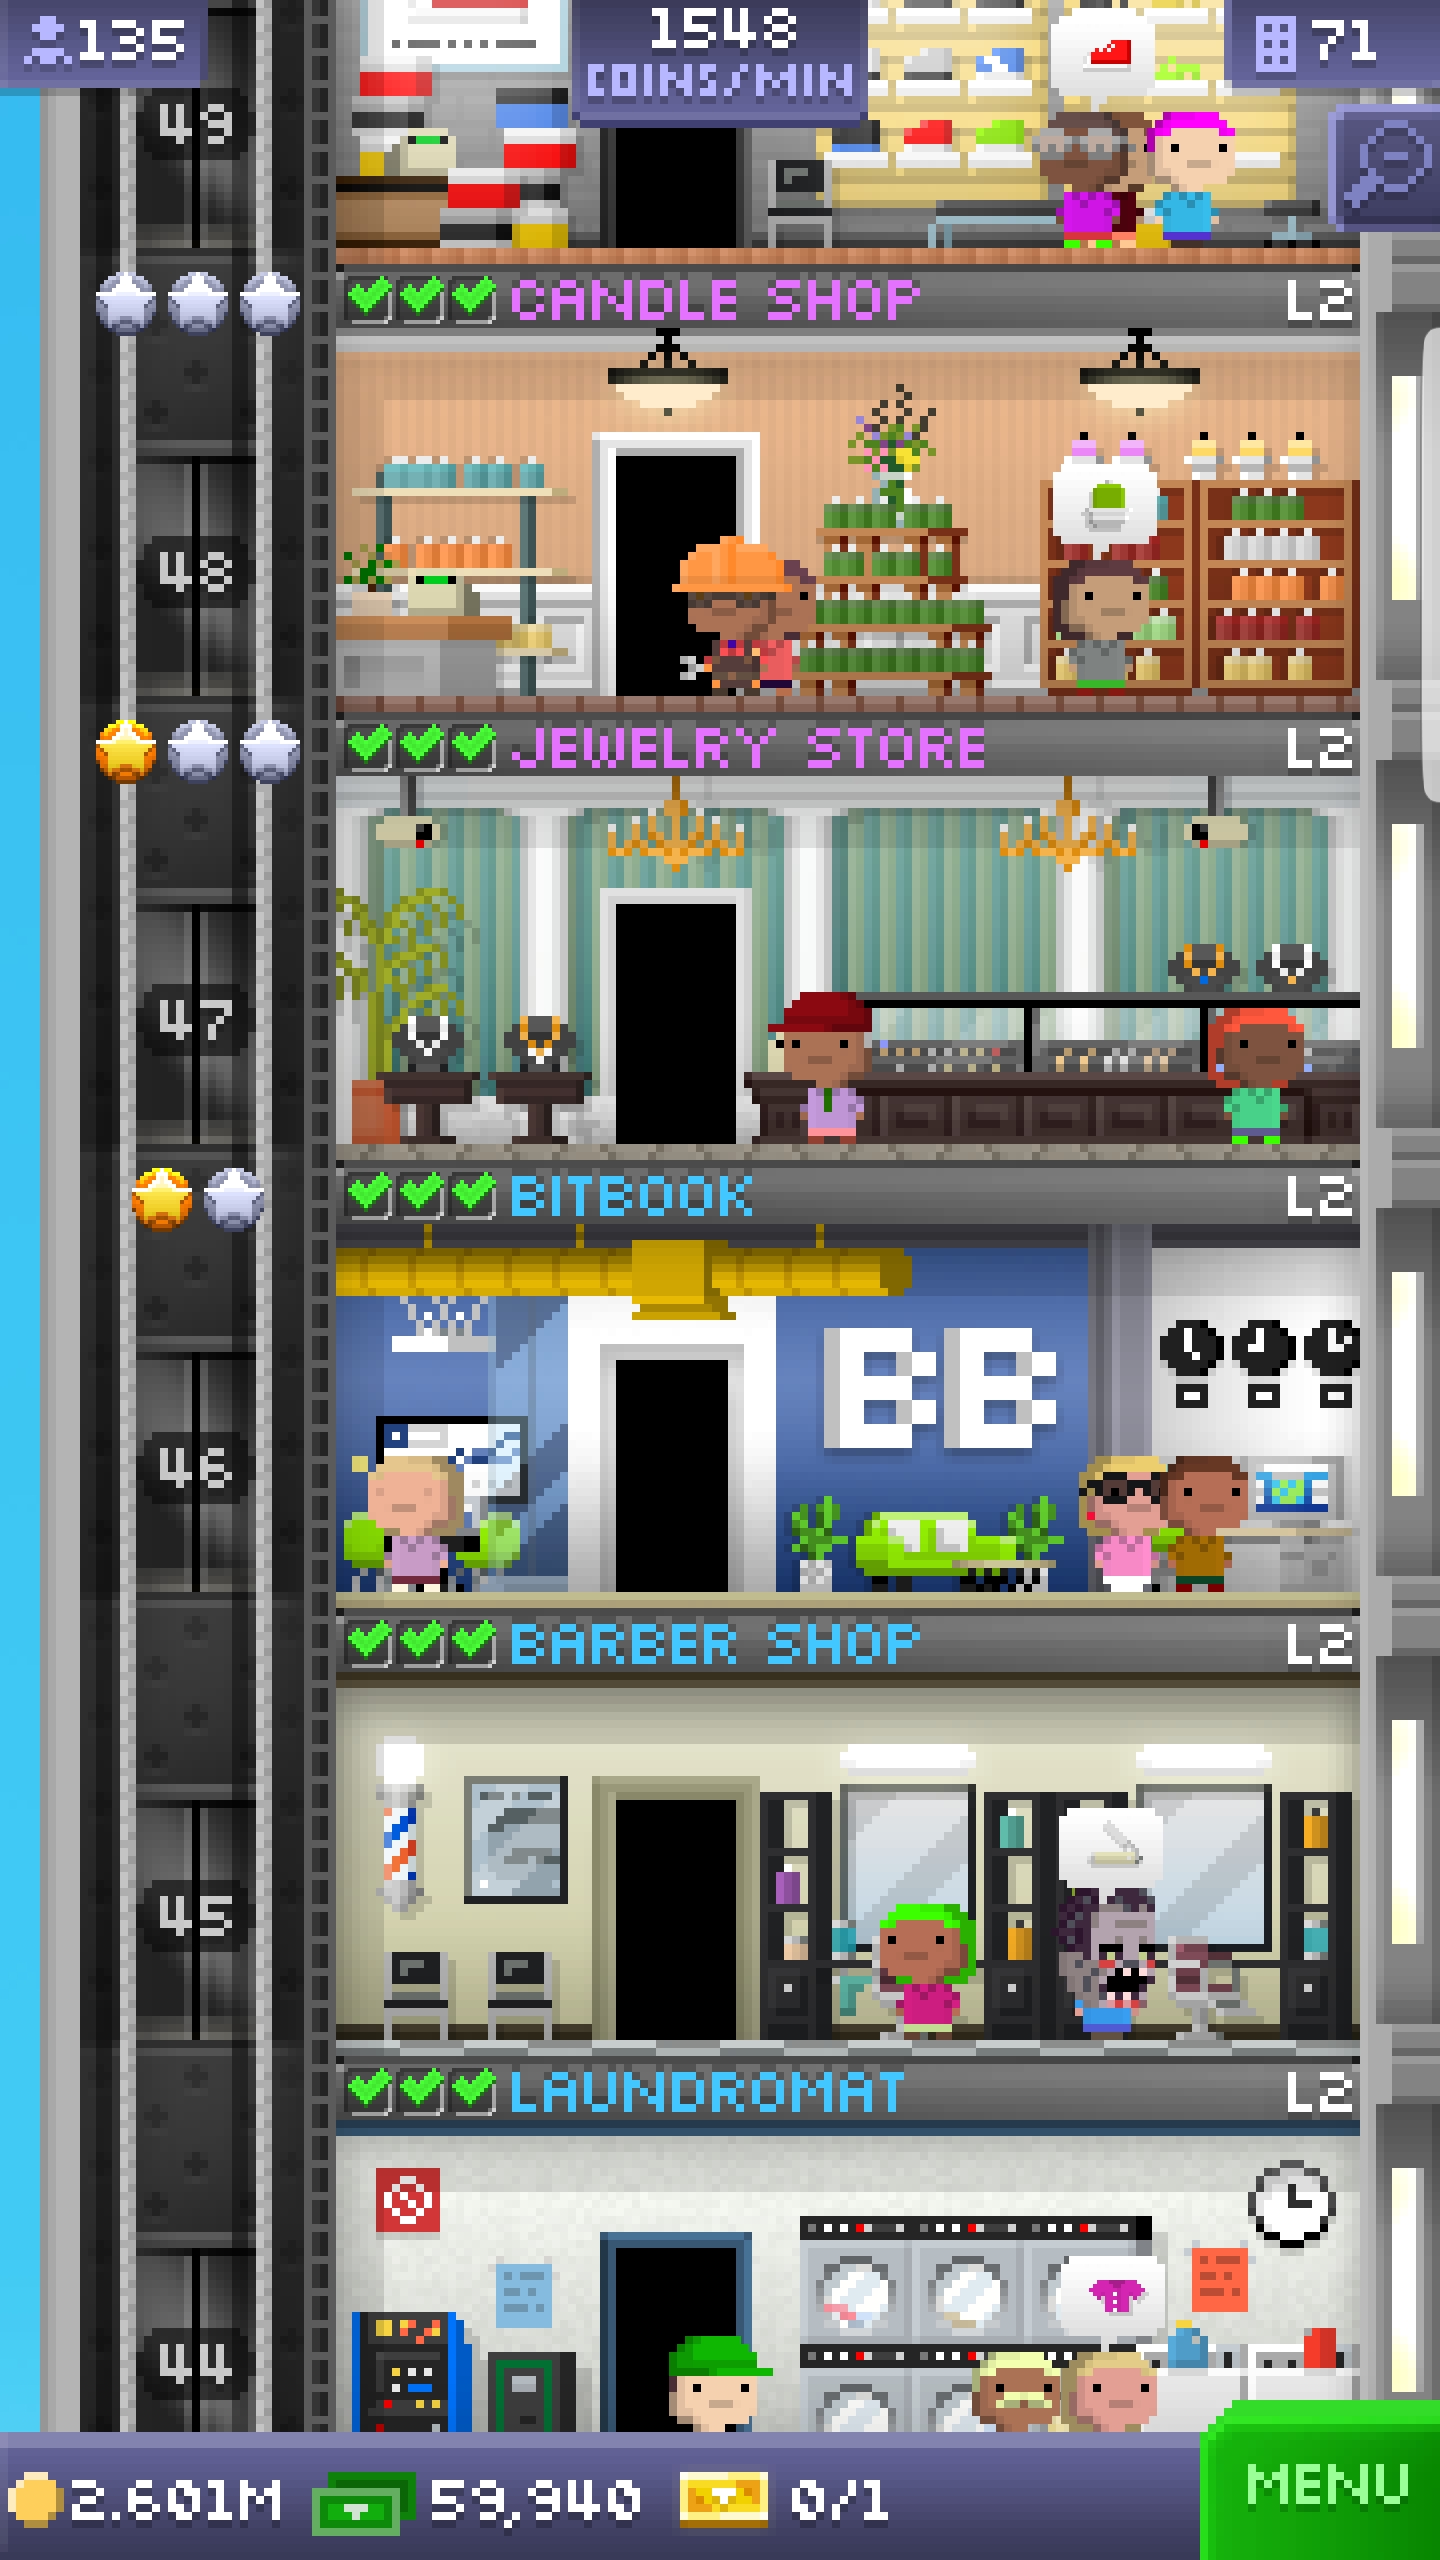 135
1548
COINS/MIN
71
49
CANDLE SHOP L2
48
JEWELRY STORE L2
47
BITBOOK L2
BB
46
BARBER SHOP L2
45
LAUNDROMAT L2
44
2.601M 59,940 0/1
MENU